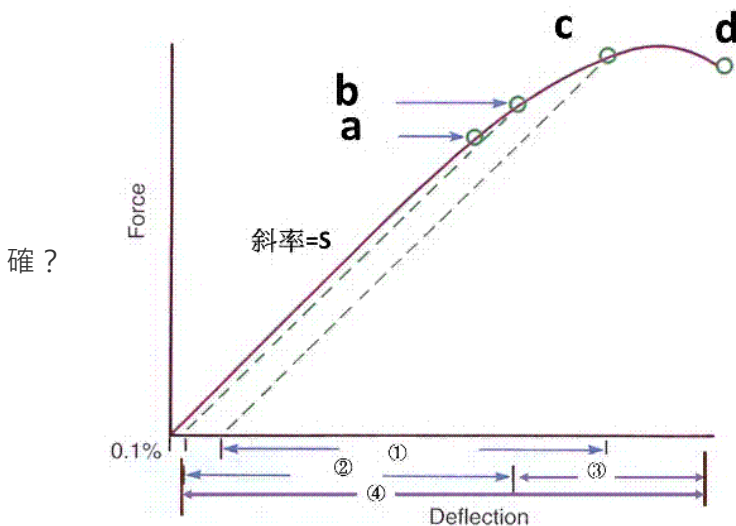 c
d
b
a
Force
確？
斜率=S
0.1%
①
②
③
④
Deflection